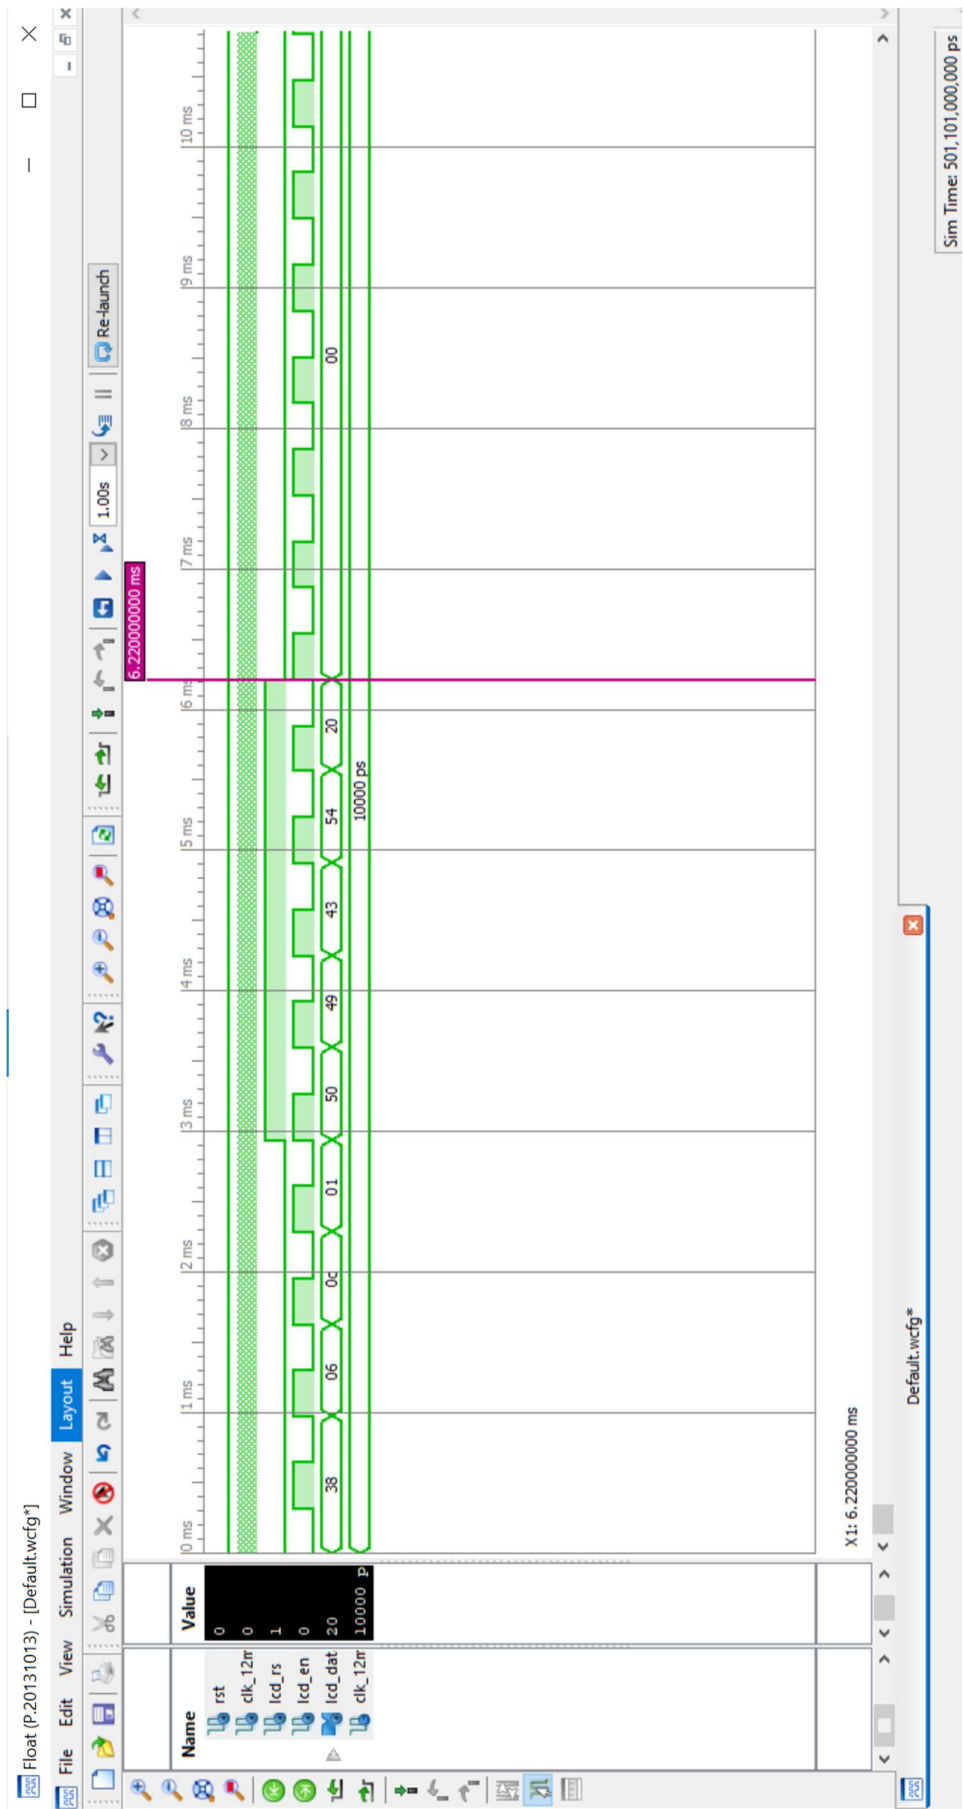 Float (P.20131013) - [Default.wcfg*]
File Edit View Simulation Window Layout Help
1.00s Re-launch
6.220000000 ms
Name Value
0 ms 1 ms 2 ms 3 ms 4 ms 5 ms 6 ms 7 ms 8 ms 9 ms 10 ms
rst 0
clk_12m 0
lcd_rs 1
lcd_en 0
lcd_dat 20 38 06 0c 01 50 49 43 54 20 00
clk_12m 10000 p 10000 ps
X1: 6.220000000 ms
Default.wcfg*
Sim Time: 501,101,000,000 ps